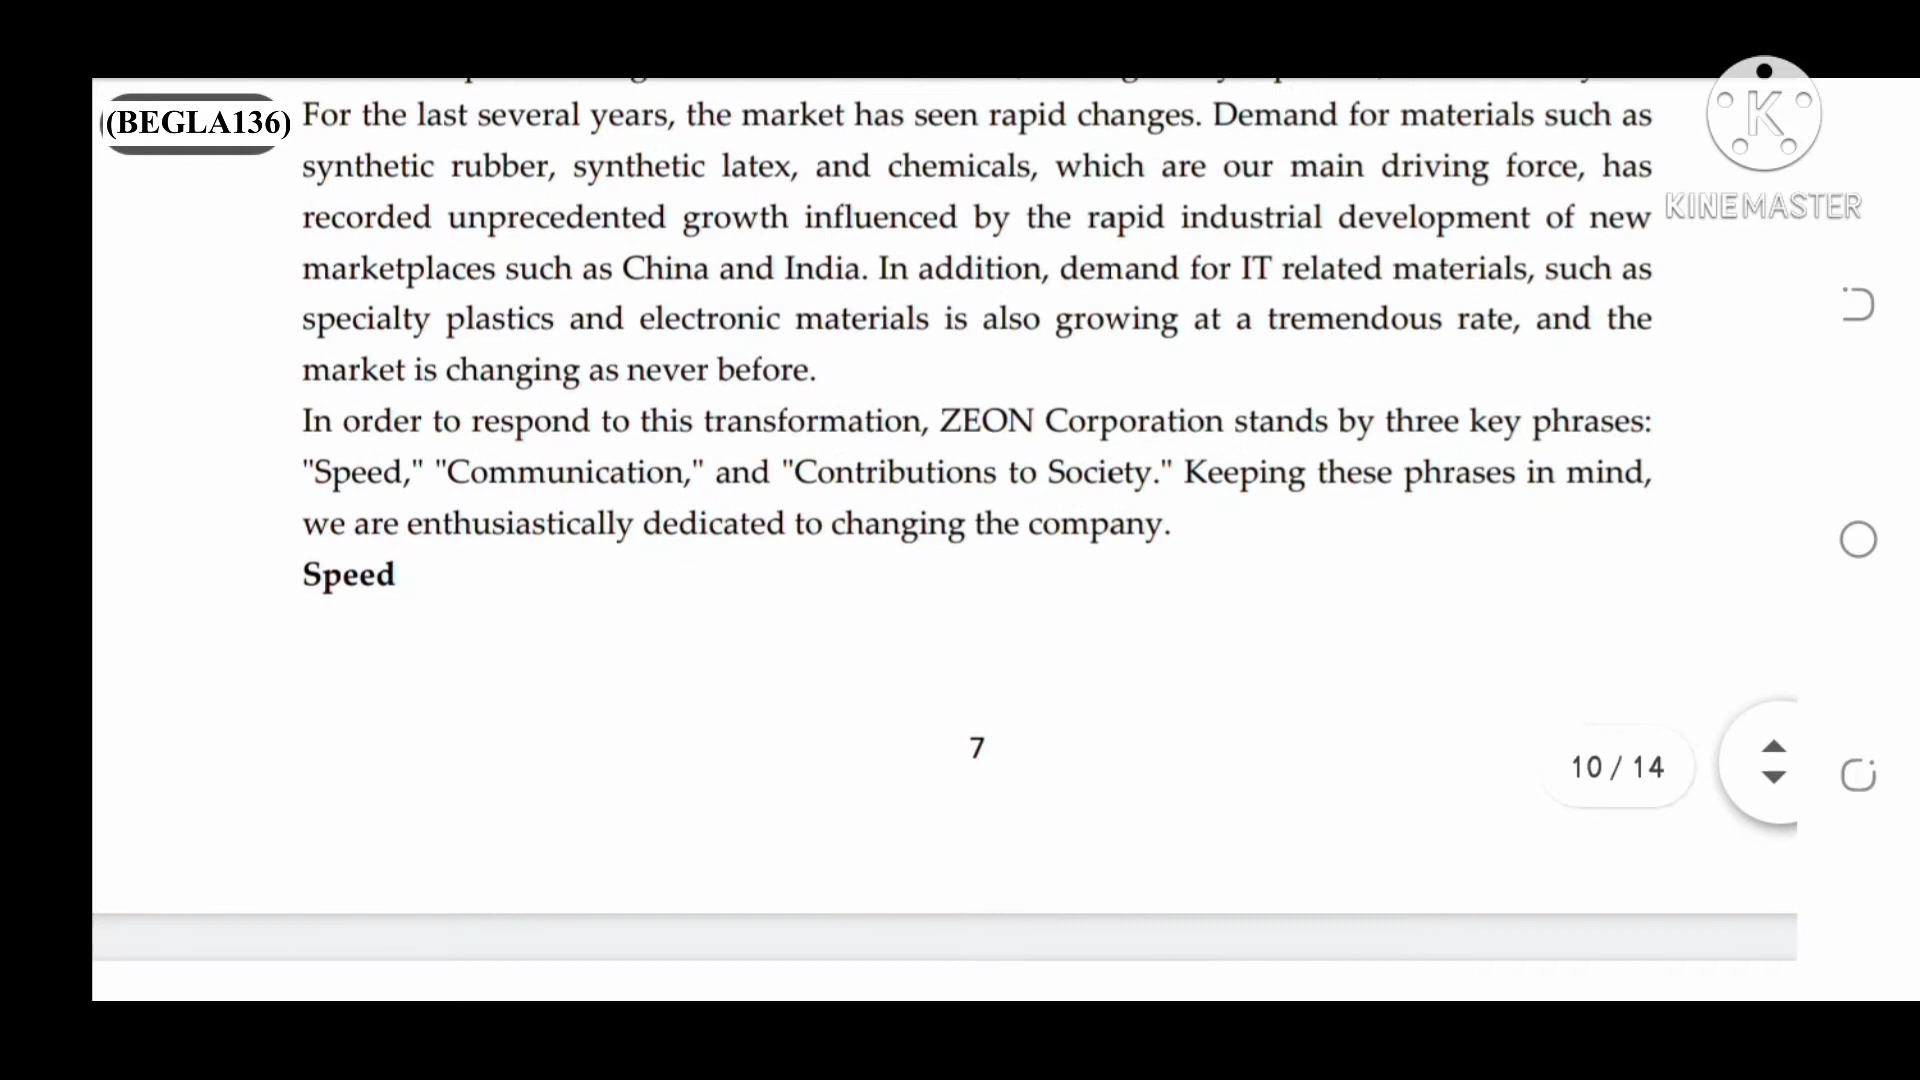 (BEGLA136)
For the last several years, the market has seen rapid changes. Demand for materials such as
synthetic rubber, synthetic latex, and chemicals, which are our main driving force, has
recorded unprecedented growth influenced by the rapid industrial development of new
marketplaces such as China and India. In addition, demand for IT related materials, such as
specialty plastics and electronic materials is also growing at a tremendous rate, and the
market is changing as never before.
In order to respond to this transformation, ZEON Corporation stands by three key phrases:
"Speed," "Communication," and "Contributions to Society." Keeping these phrases in mind,
we are enthusiastically dedicated to changing the company.
Speed
7
10 / 14
K
KINEMASTER